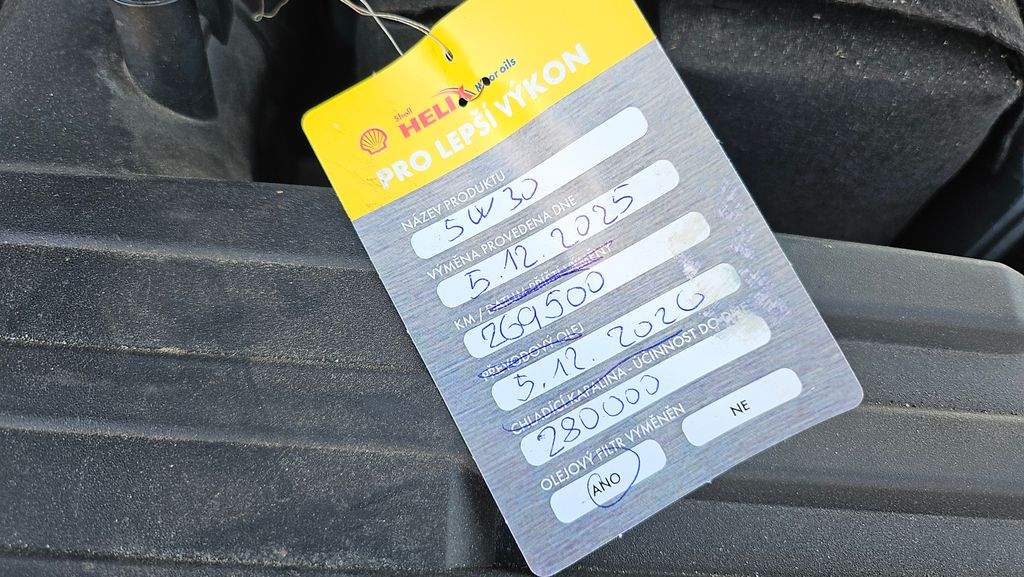 Shell
HELIX Motor oils
PRO LEPŠÍ VÝKON
NÁZEV PRODUKTU
5W30
VÝMĚNA PROVEDENA DNE
5.12.2025
KM /
269500
PŘEVODOVÝ OLEJ
5.12.2026
CHLADÍCÍ KAPALINA - ÚČINNOST DO
280000
OLEJOVÝ FILTR VYMĚNĚN
ANO
NE